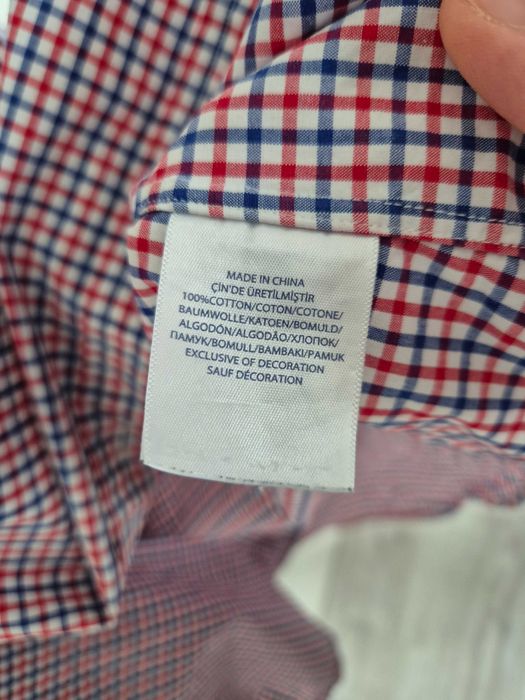 MADE IN CHINA
ÇİN'DE ÜRETİLMİŞTİR
100%COTTON/COTON/COTONE/
BAUMWOLLE/KATOEN/BOMULD/
ALGODÓN/ALGODÃO/ХЛОПОК/
ПАМУК/BOMULL/BAMBAKI/PAMUK
EXCLUSIVE OF DECORATION
SAUF DÉCORATION